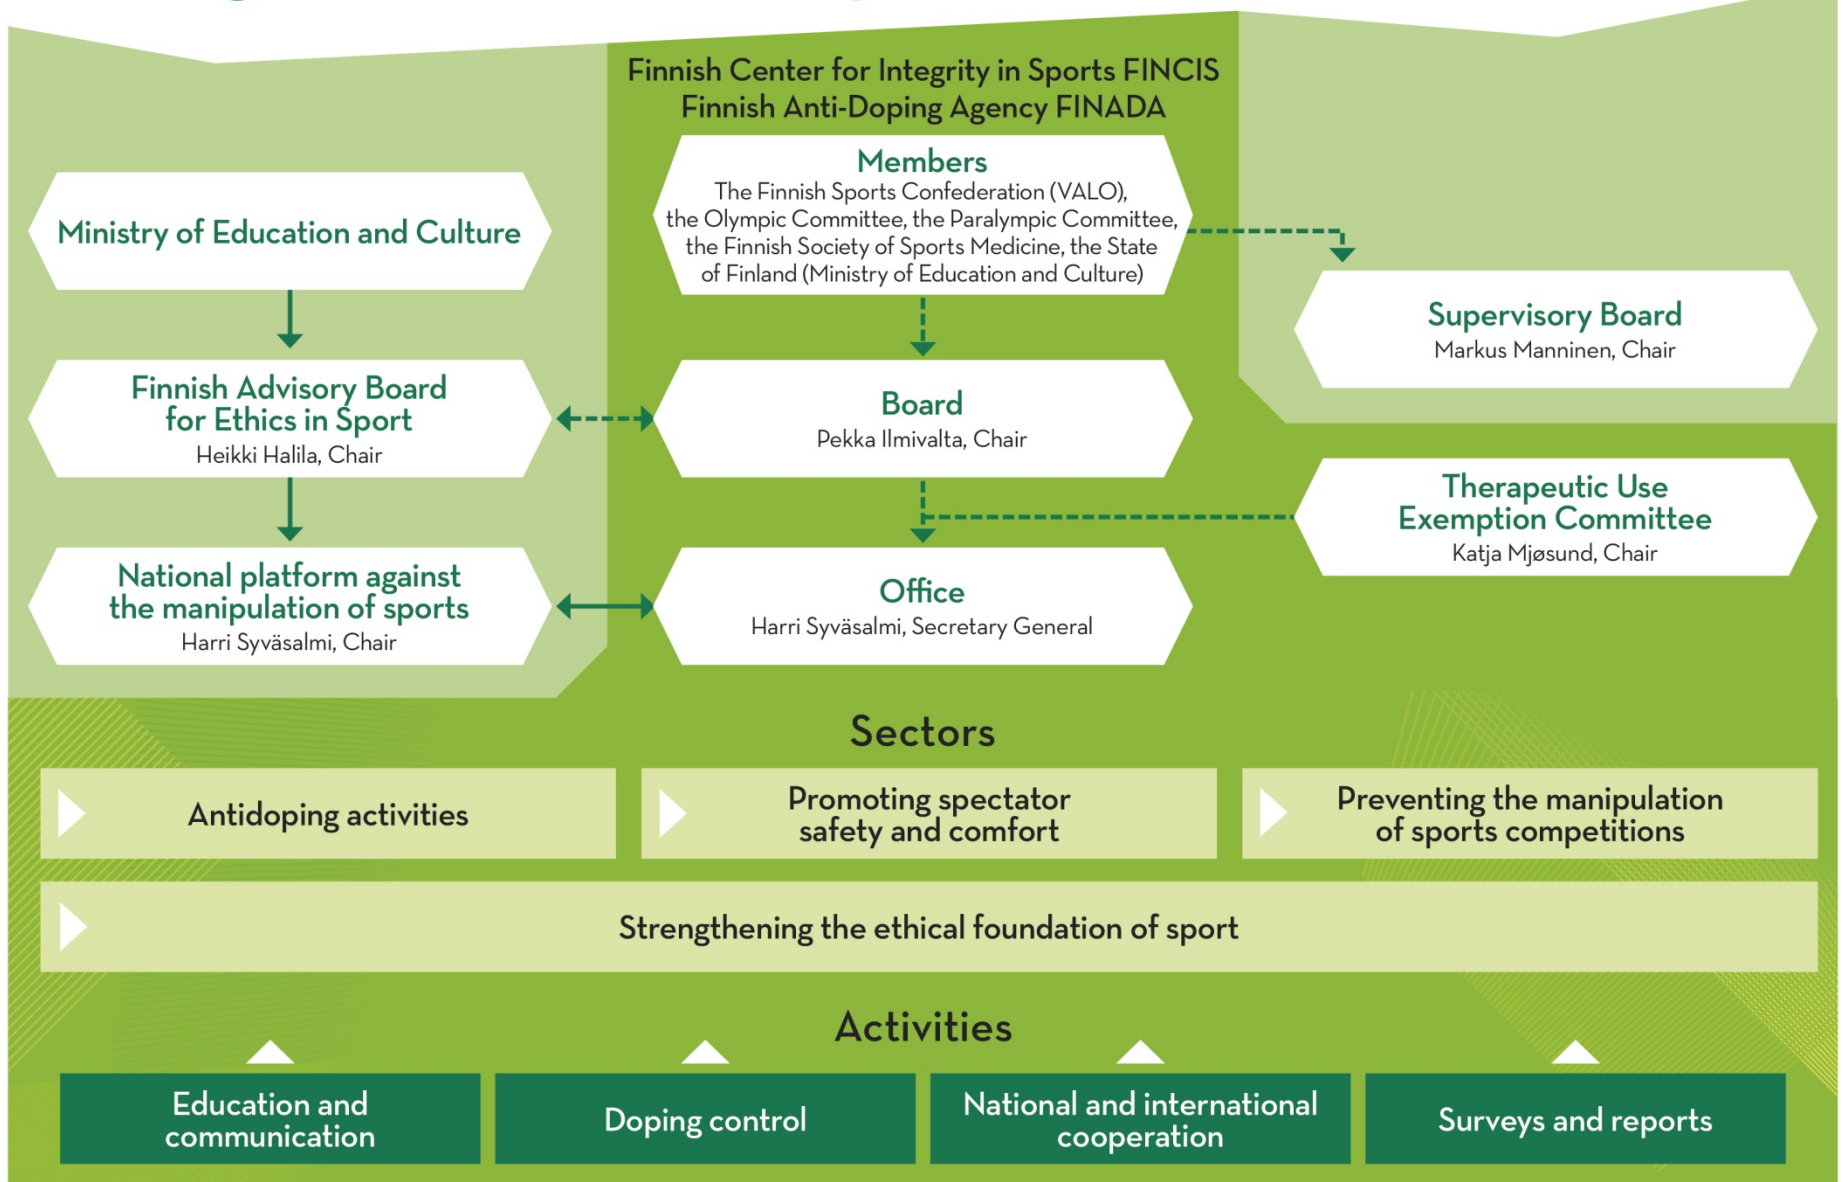 Finnish Center for Integrity in Sports FINCIS
Finnish Anti-Doping Agency FINADA
Members
The Finnish Sports Confederation (VALO),
the Olympic Committee, the Paralympic Committee,
the Finnish Society of Sports Medicine, the State
of Finland (Ministry of Education and Culture)
Ministry of Education and Culture
Supervisory Board
Markus Manninen, Chair
Finnish Advisory Board
for Ethics in Sport
Heikki Halila, Chair
Board
Pekka Ilmivalta, Chair
Therapeutic Use
Exemption Committee
Katja Mjøsund, Chair
National platform against
the manipulation of sports
Harri Syväsalmi, Chair
Office
Harri Syväsalmi, Secretary General
Sectors
Antidoping activities
Promoting spectator
safety and comfort
Preventing the manipulation
of sports competitions
Strengthening the ethical foundation of sport
Activities
Education and
communication
Doping control
National and international
cooperation
Surveys and reports